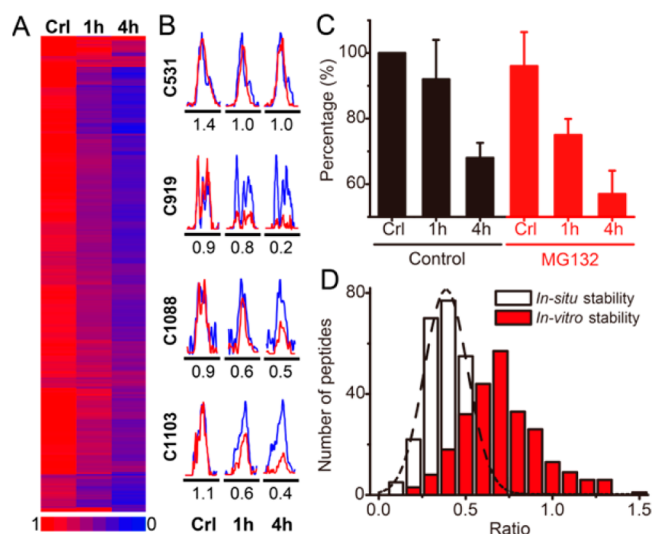 A
Crl 1h 4h
1 0
B
C531
1.4 1.0 1.0
C919
0.9 0.8 0.2
C1088
0.9 0.6 0.5
C1103
1.1 0.6 0.4
Crl 1h 4h
C
Percentage (%)
100
80
60
Crl 1h 4h Crl 1h 4h
Control MG132
D
Number of peptides
80
40
0
In-situ stability
In-vitro stability
0.0 0.5 1.0 1.5
Ratio